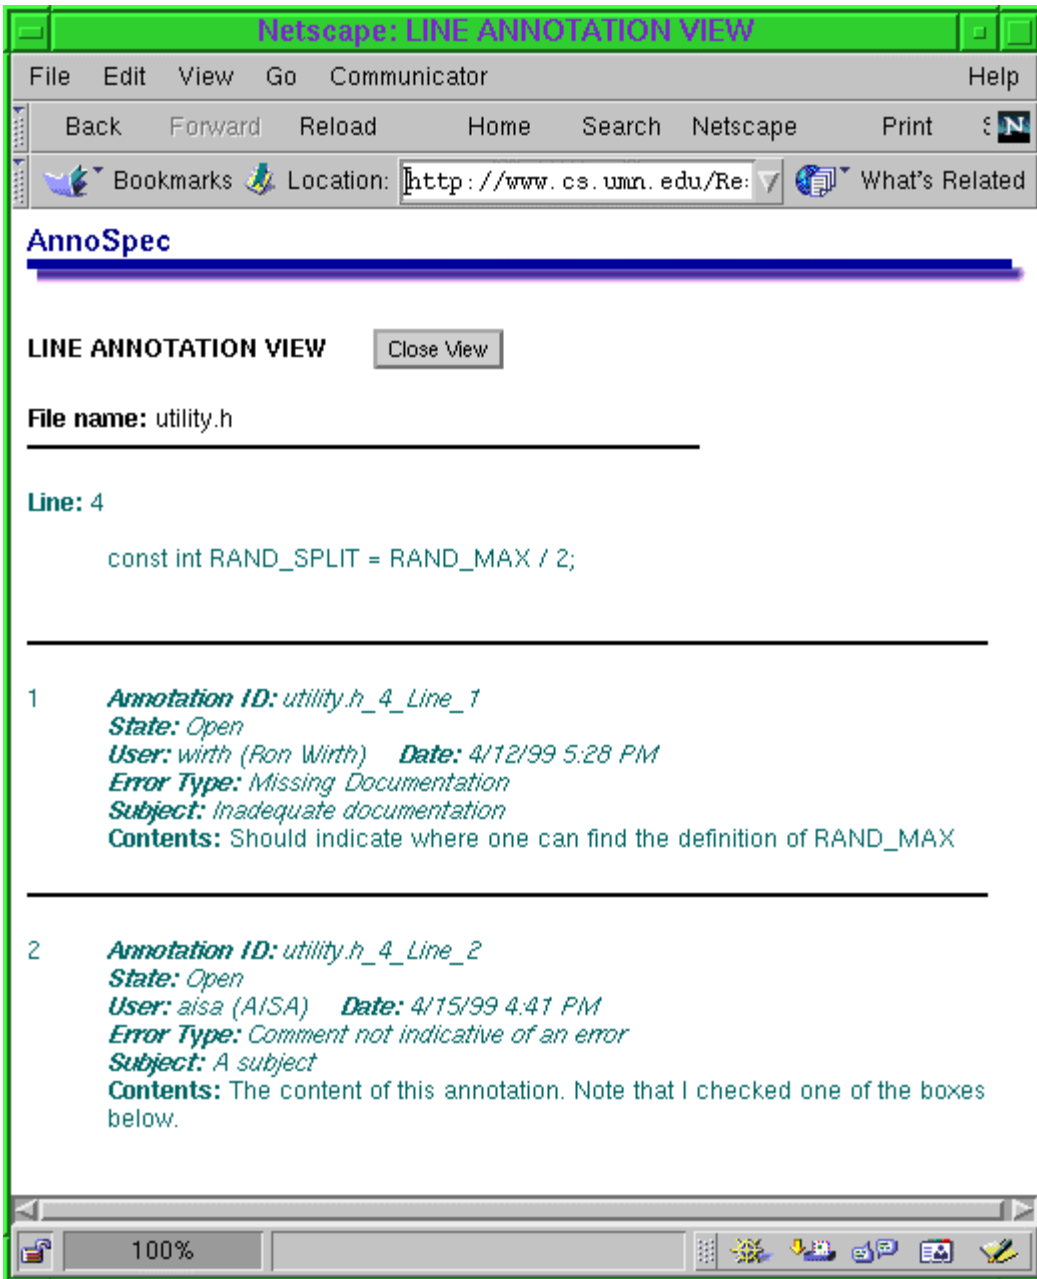 Netscape: LINE ANNOTATION VIEW
File Edit View Go Communicator Help
Back Forward Reload Home Search Netscape Print
Bookmarks Location: http://www.cs.umn.edu/Re What's Related
AnnoSpec
LINE ANNOTATION VIEW Close View
File name: utility.h
Line: 4
const int RAND_SPLIT = RAND_MAX / 2;
1 Annotation ID: utility.h_4_Line_1
State: Open
User: wirth (Ron Wirth) Date: 4/12/99 5:28 PM
Error Type: Missing Documentation
Subject: Inadequate documentation
Contents: Should indicate where one can find the definition of RAND_MAX
2 Annotation ID: utility.h_4_Line_2
State: Open
User: aisa (AISA) Date: 4/15/99 4:41 PM
Error Type: Comment not indicative of an error
Subject: A subject
Contents: The content of this annotation. Note that I checked one of the boxes
below.
100%